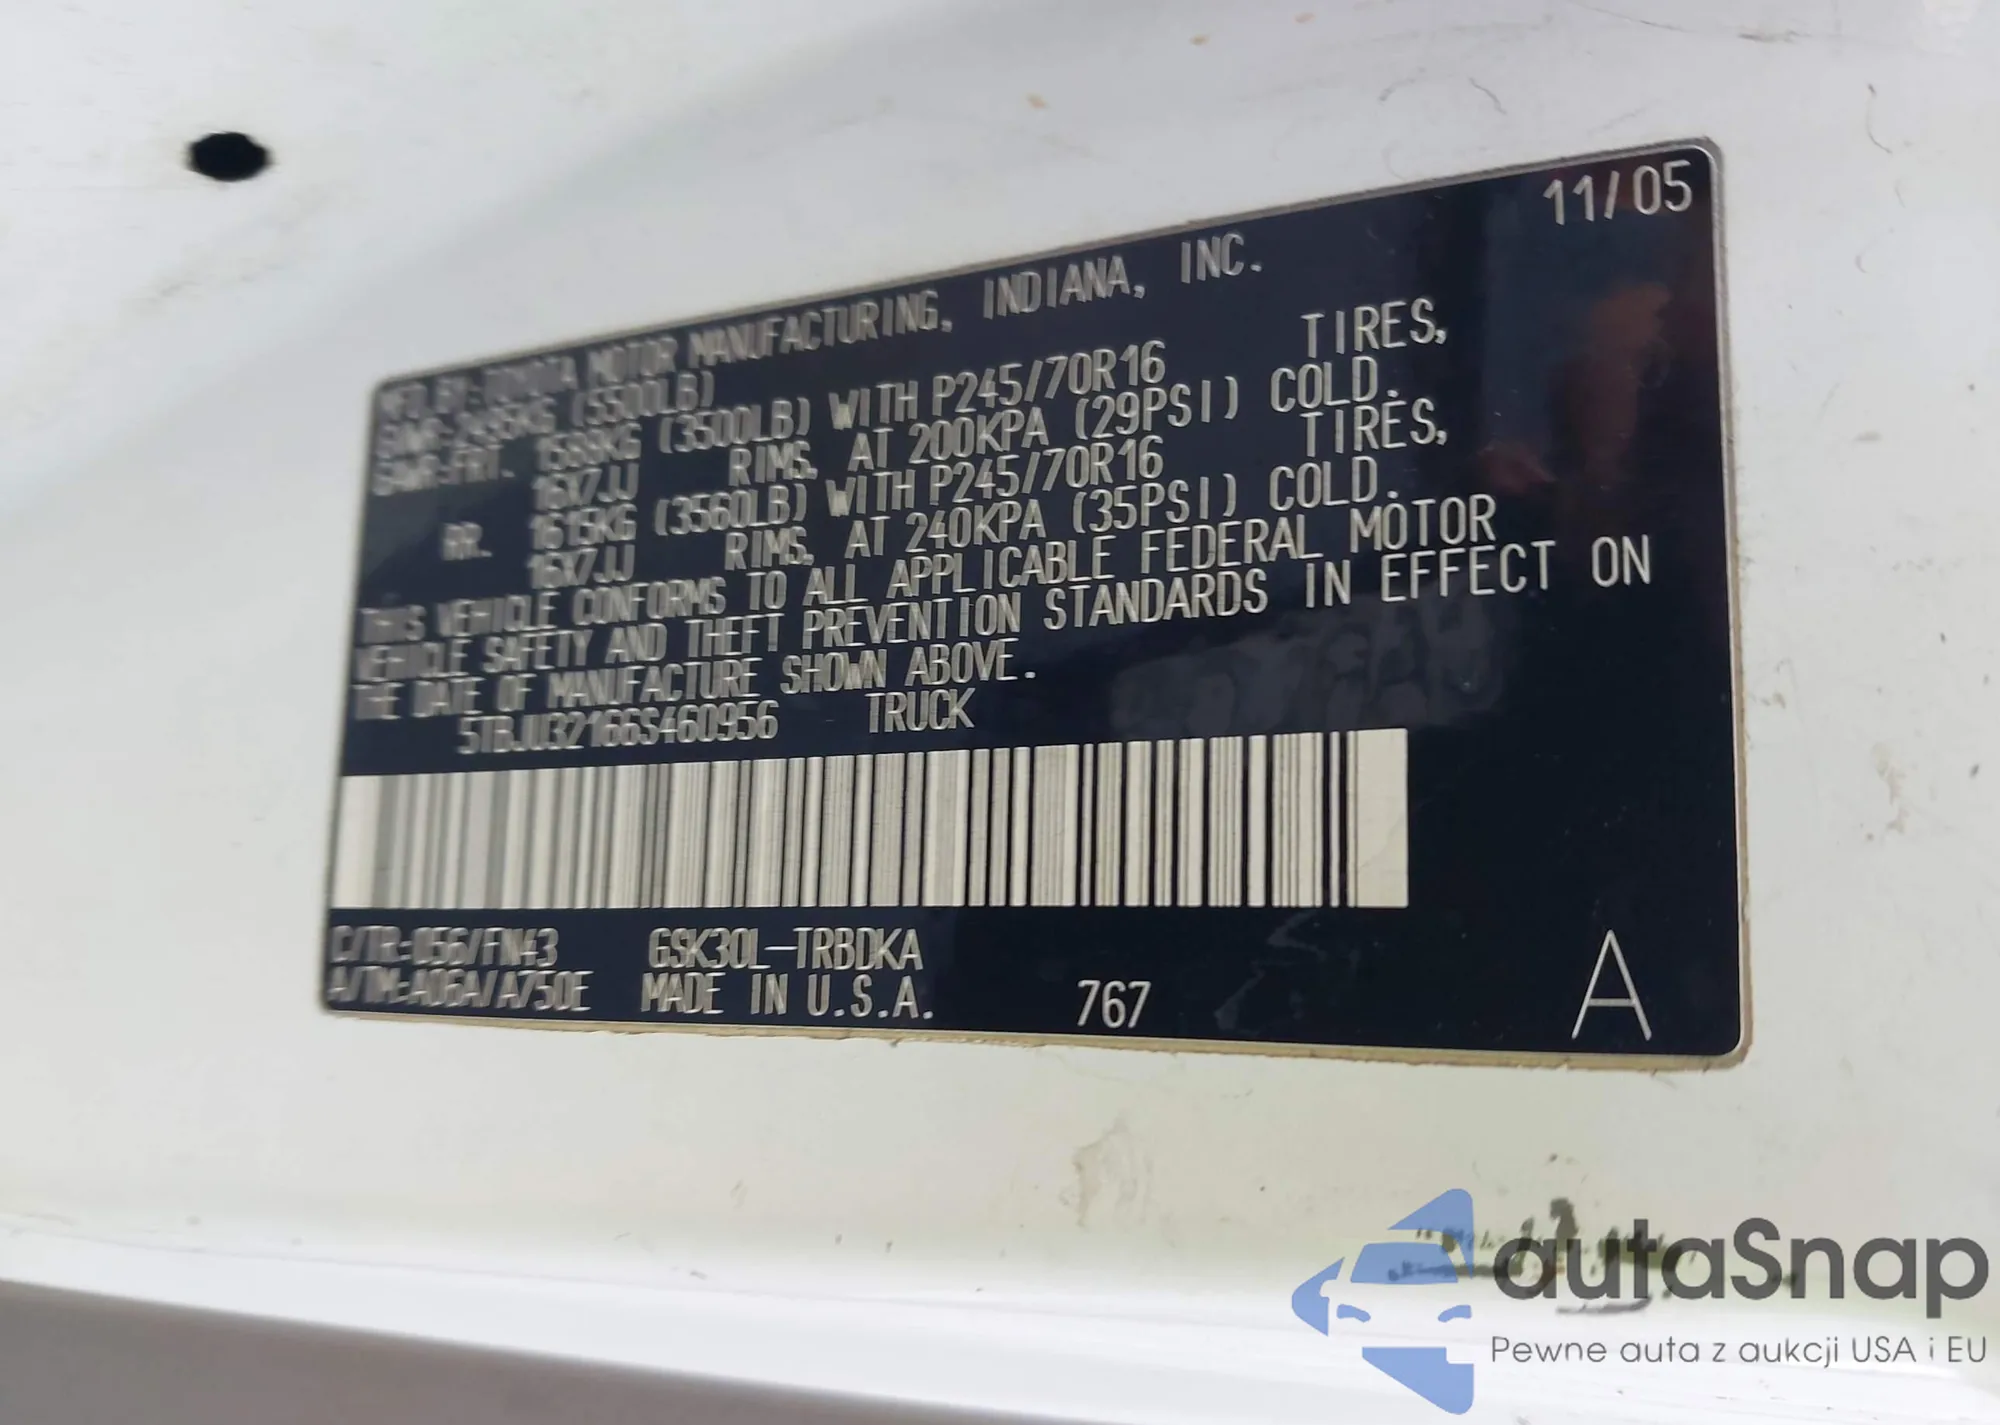 11/05
MFD. BY: TOYOTA MOTOR MANUFACTURING, INDIANA, INC.
GVWR: 2495KG (5500LB)
GAWR: FRT. 1588KG (3500LB) WITH P245/70R16 TIRES,
16X7JJ RIMS, AT 200KPA (29PSI) COLD.
RR. 1615KG (3560LB) WITH P245/70R16 TIRES,
16X7JJ RIMS, AT 240KPA (35PSI) COLD.
THIS VEHICLE CONFORMS TO ALL APPLICABLE FEDERAL MOTOR
VEHICLE SAFETY AND THEFT PREVENTION STANDARDS IN EFFECT ON
THE DATE OF MANUFACTURE SHOWN ABOVE.
5TBJU32166S460956 TRUCK
C/TR: 056/FN43 GSK30L-TRBDKA
A/TM: A06A/A750E MADE IN U.S.A. 767 A
autaSnap
Pewne auta z aukcji USA i EU